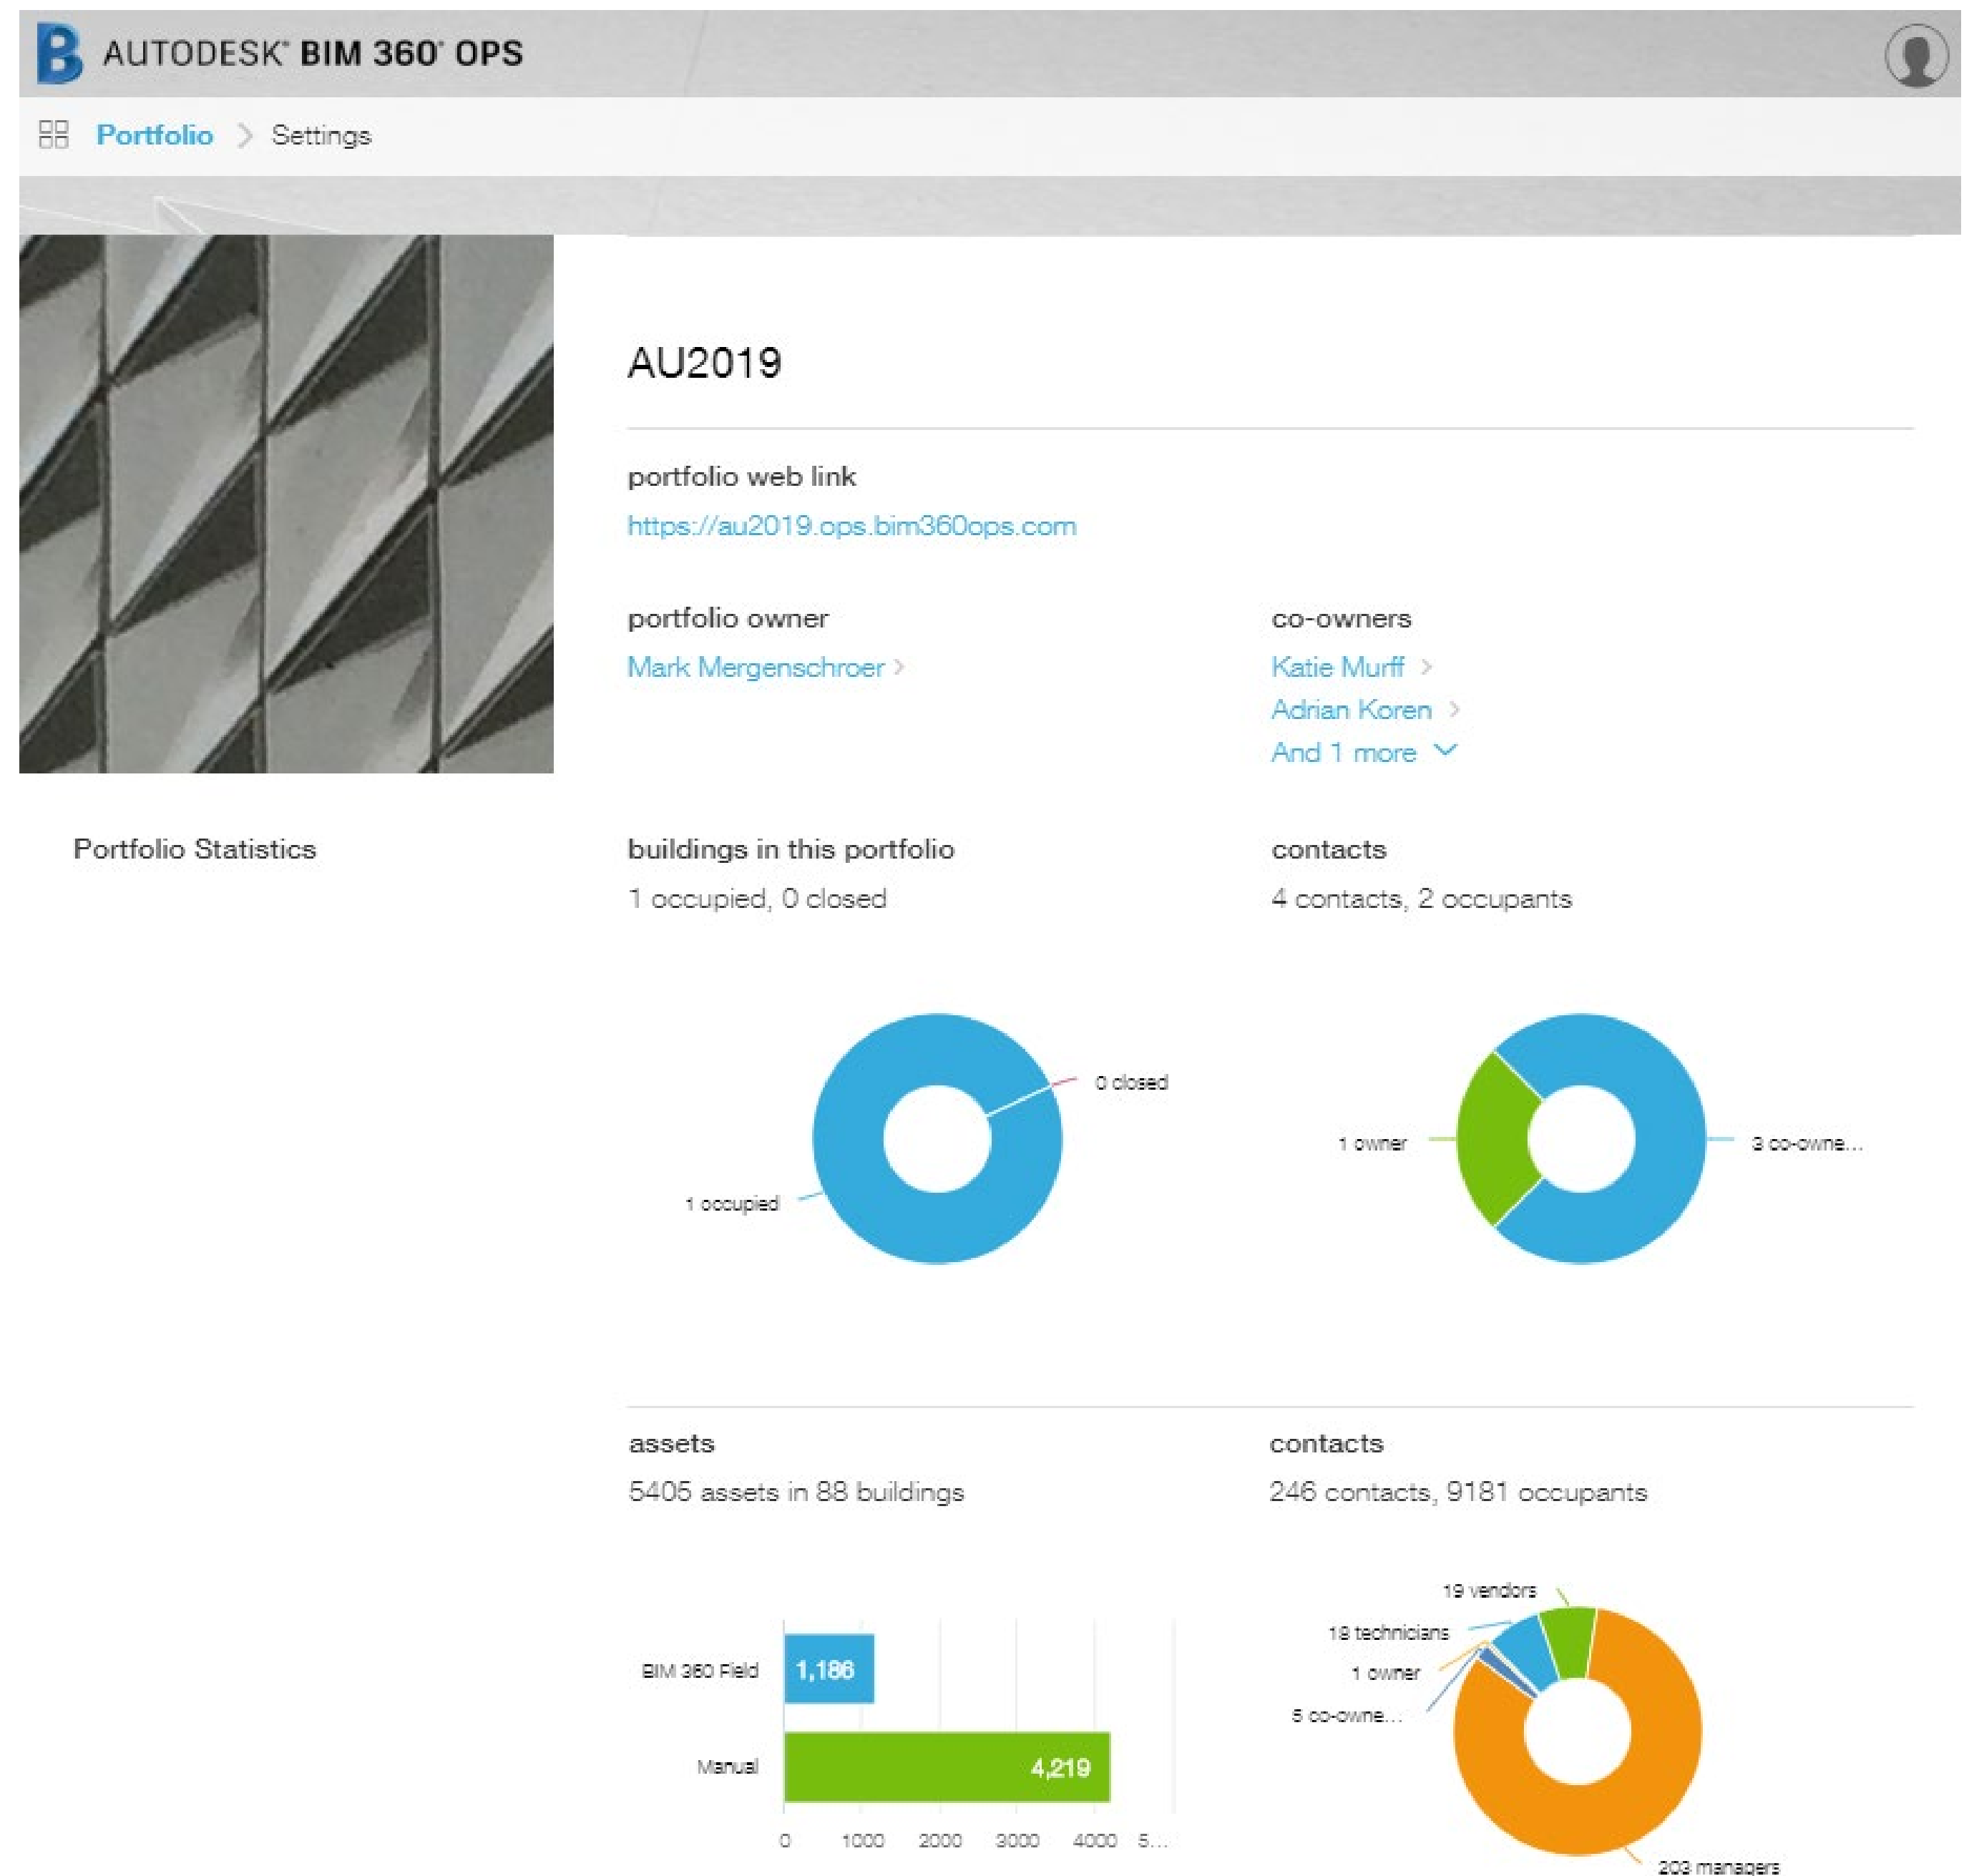 B AUTODESK® BIM 360® OPS
Portfolio > Settings
AU2019
portfolio web link
https://au2019.ops.bim360ops.com
portfolio owner
co-owners
Mark Mergenschroer >
Katie Murff >
Adrian Koren >
And 1 more
Portfolio Statistics
buildings in this portfolio
contacts
1 occupied, 0 closed
4 contacts, 2 occupants
0 closed
1 occupied
1 owner
3 co-owne...
assets
contacts
5405 assets in 88 buildings
246 contacts, 9181 occupants
BIM 360 Field
1,186
Manual
4,219
0 1000 2000 3000 4000 5...
19 vendors
18 technicians
1 owner
5 co-owne...
203 managers